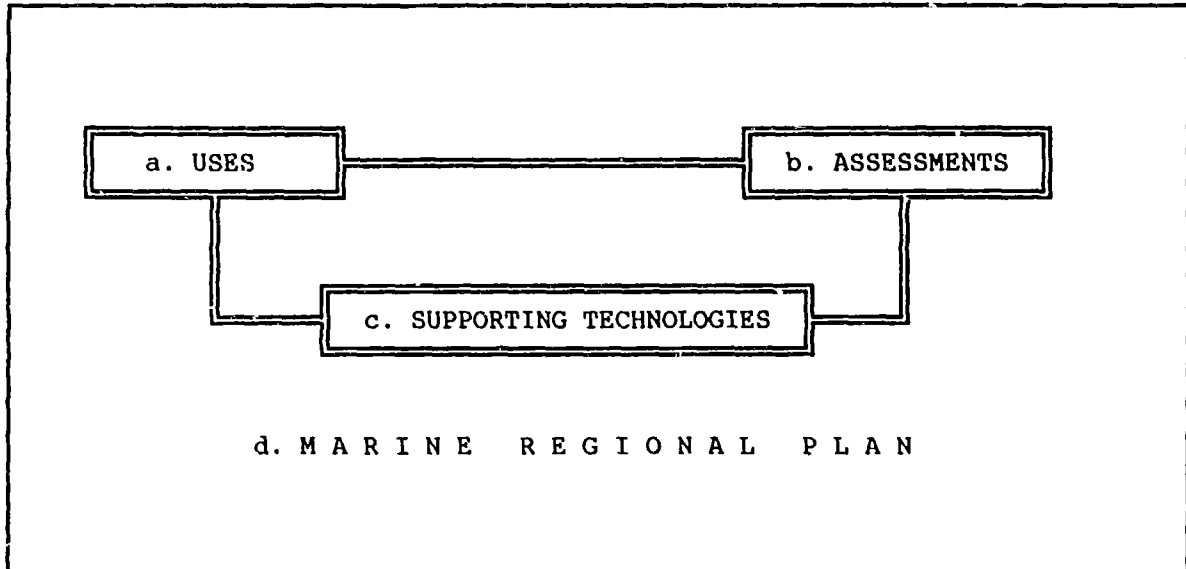 a. USES
b. ASSESSMENTS
c. SUPPORTING TECHNOLOGIES
d. MARINE REGIONAL PLAN